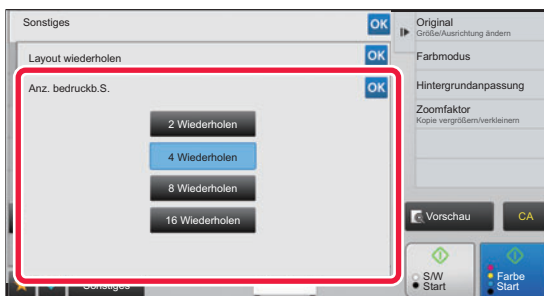 Sonstiges
OK
Layout wiederholen
OK
Anz. bedruckb.S.
OK
2 Wiederholen
4 Wiederholen
8 Wiederholen
16 Wiederholen
Sonstiges
Original
Größe/Ausrichtung ändern
Farbmodus
Hintergrundanpassung
Zoomfaktor
Kopie vergrößern/verkleinern
Vorschau
CA
S/W
Start
Farbe
Start